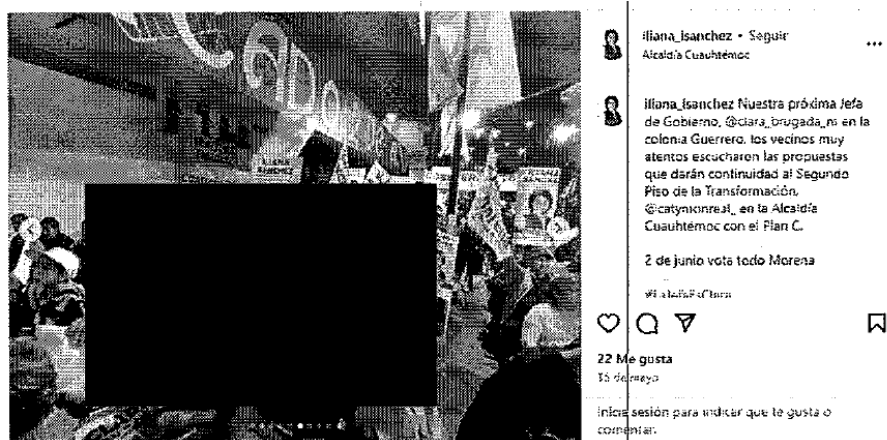 iliana_isanchez • Seguir
Alcaldía Cuauhtémoc
iliana_isanchez Nuestra próxima Jefa
de Gobierno, @clara_brugada_m en la
colonia Guerrero, los vecinos muy
atentos escucharon las propuestas
que darán continuidad al Segundo
Piso de la Transformación.
@catymonreal_ en la Alcaldía
Cuauhtémoc con el Plan C.
2 de junio vota todo Morena
22 Me gusta
15 de mayo
Inicia sesión para indicar que te gusta o
comentar.
ILIANA
SÁNCHEZ